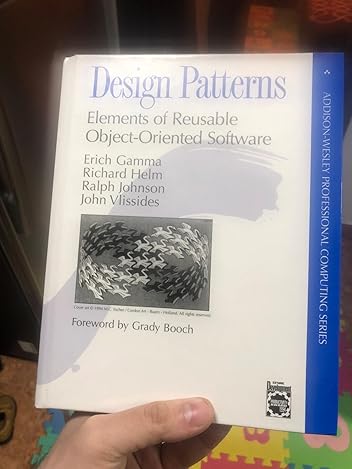 Design Patterns
Elements of Reusable
Object-Oriented Software
Erich Gamma
Richard Helm
Ralph Johnson
John Vlissides
Foreword by Grady Booch
ADDISON-WESLEY PROFESSIONAL COMPUTING SERIES